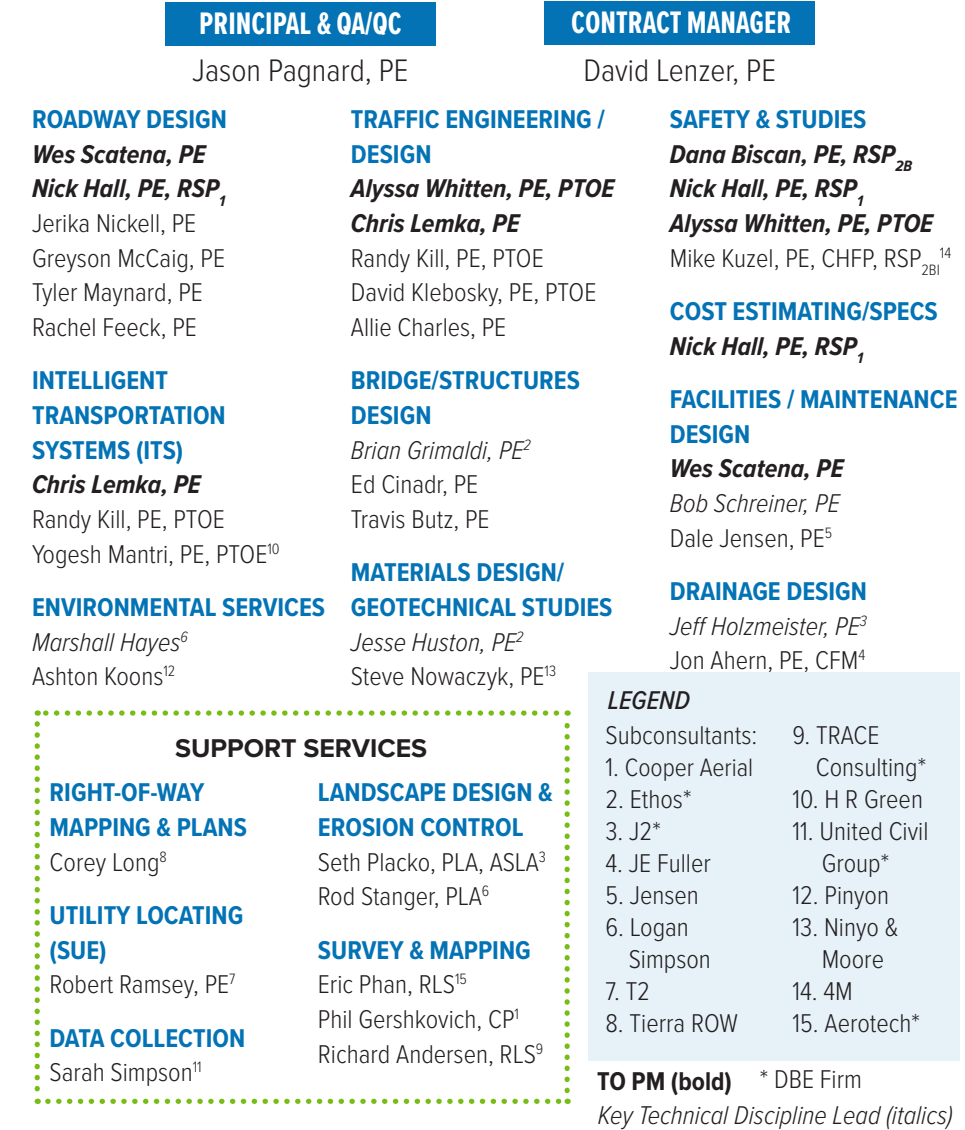 PRINCIPAL & QA/QC
Jason Pagnard, PE
CONTRACT MANAGER
David Lenzer, PE
ROADWAY DESIGN
Wes Scatena, PE
Nick Hall, PE, RSP1
Jerika Nickell, PE
Greyson McCaig, PE
Tyler Maynard, PE
Rachel Feeck, PE
INTELLIGENT
TRANSPORTATION
SYSTEMS (ITS)
Chris Lemka, PE
Randy Kill, PE, PTOE
Yogesh Mantri, PE, PTOE10
ENVIRONMENTAL SERVICES
Marshall Hayes6
Ashton Koons12
TRAFFIC ENGINEERING /
DESIGN
Alyssa Whitten, PE, PTOE
Chris Lemka, PE
Randy Kill, PE, PTOE
David Klebosky, PE, PTOE
Allie Charles, PE
BRIDGE/STRUCTURES
DESIGN
Brian Grimaldi, PE2
Ed Cinadr, PE
Travis Butz, PE
MATERIALS DESIGN/
GEOTECHNICAL STUDIES
Jesse Huston, PE2
Steve Nowaczyk, PE13
SAFETY & STUDIES
Dana Biscan, PE, RSP2B
Nick Hall, PE, RSP1
Alyssa Whitten, PE, PTOE
Mike Kuzel, PE, CHFP, RSP2BI14
COST ESTIMATING/SPECS
Nick Hall, PE, RSP1
FACILITIES / MAINTENANCE
DESIGN
Wes Scatena, PE
Bob Schreiner, PE
Dale Jensen, PE5
DRAINAGE DESIGN
Jeff Holzmeister, PE3
Jon Ahern, PE, CFM4
SUPPORT SERVICES
RIGHT-OF-WAY
MAPPING & PLANS
Corey Long8
UTILITY LOCATING
(SUE)
Robert Ramsey, PE7
DATA COLLECTION
Sarah Simpson11
LANDSCAPE DESIGN &
EROSION CONTROL
Seth Placko, PLA, ASLA3
Rod Stanger, PLA6
SURVEY & MAPPING
Eric Phan, RLS15
Phil Gershkovich, CP1
Richard Andersen, RLS9
LEGEND
Subconsultants:
1. Cooper Aerial
2. Ethos*
3. J2*
4. JE Fuller
5. Jensen
6. Logan
Simpson
7. T2
8. Tierra ROW
9. TRACE
Consulting*
10. H R Green
11. United Civil
Group*
12. Pinyon
13. Ninyo &
Moore
14. 4M
15. Aerotech*
TO PM (bold) * DBE Firm
Key Technical Discipline Lead (italics)